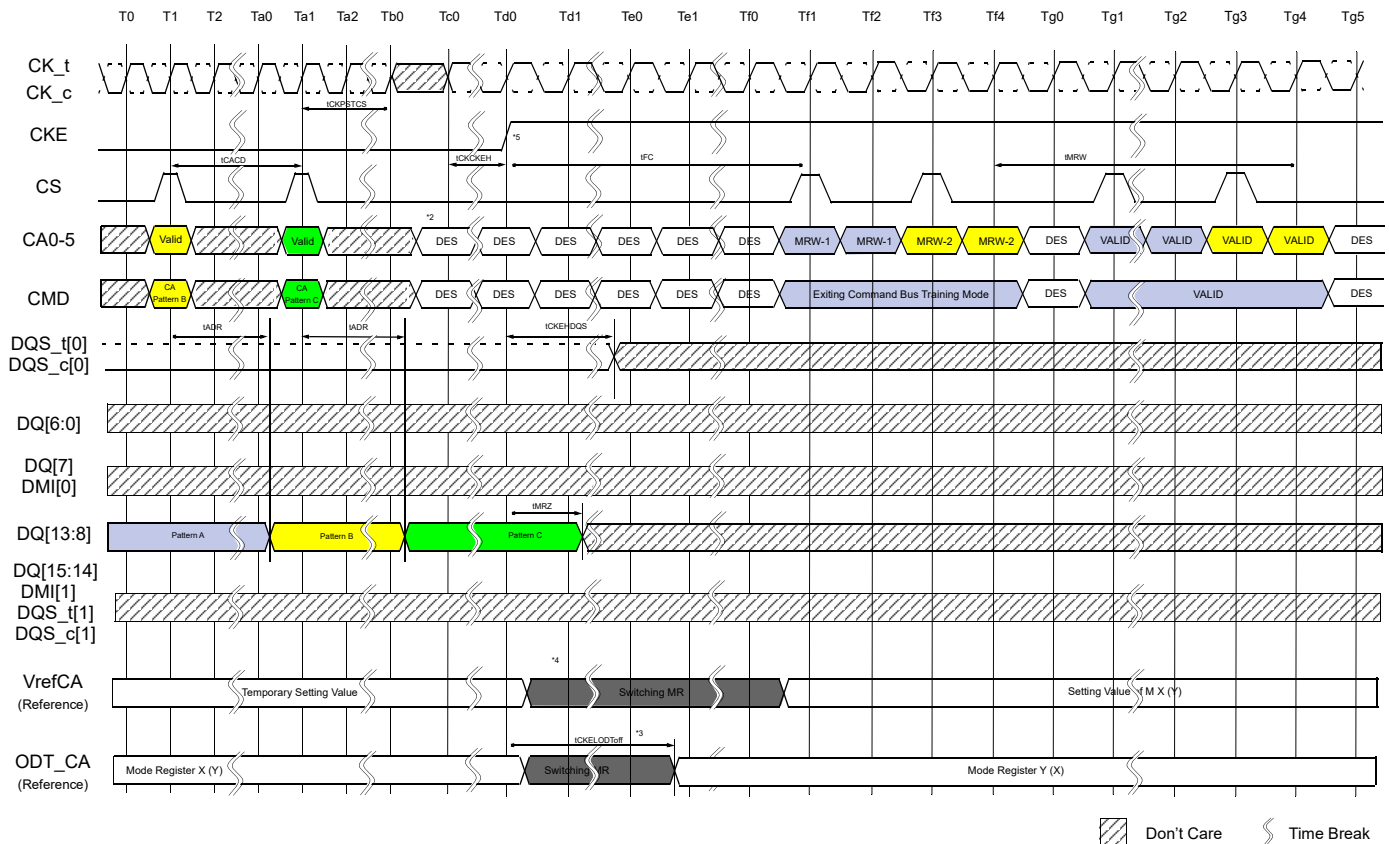 T0 T1 T2 Ta0 Ta1 Ta2 Tb0 Tc0 Td0 Td1 Te0 Te1 Tf0 Tf1 Tf2 Tf3 Tf4 Tg0 Tg1 Tg2 Tg3 Tg4 Tg5
CK_t
CK_c
tCKPSTCS
CKE
*5
tCACD tCKCKEH tFC tMRW
CS
*2
CA0-5 Valid Valid DES DES DES DES DES DES MRW-1 MRW-1 MRW-2 MRW-2 DES VALID VALID VALID VALID DES
CMD CA Pattern B CA Pattern C DES DES DES DES DES DES Exiting Command Bus Training Mode DES VALID DES
tADR tADR tCKEHDQS
DQS_t[0]
DQS_c[0]
DQ[6:0]
DQ[7]
DMI[0]
tMRZ
DQ[13:8] Pattern A Pattern B Pattern C
DQ[15:14]
DMI[1]
DQS_t[1]
DQS_c[1]
*4
VrefCA Temporary Setting Value Switching MR Setting Value of M X (Y)
(Reference)
tCKELODToff *3
ODT_CA Mode Register X (Y) Switching MR Mode Register Y (X)
(Reference)
Don't Care Time Break